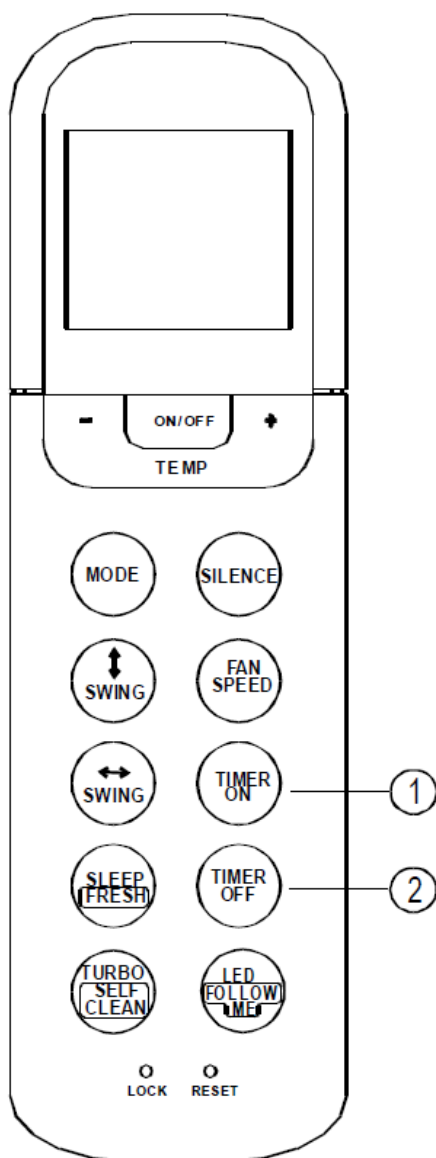 - ON/OFF +
TEMP
MODE
SILENCE
SWING
FAN
SPEED
SWING
TIMER
ON
1
SLEEP
FRESH
TIMER
OFF
2
TURBO
SELF
CLEAN
LED
FOLLOW
ME
LOCK
RESET